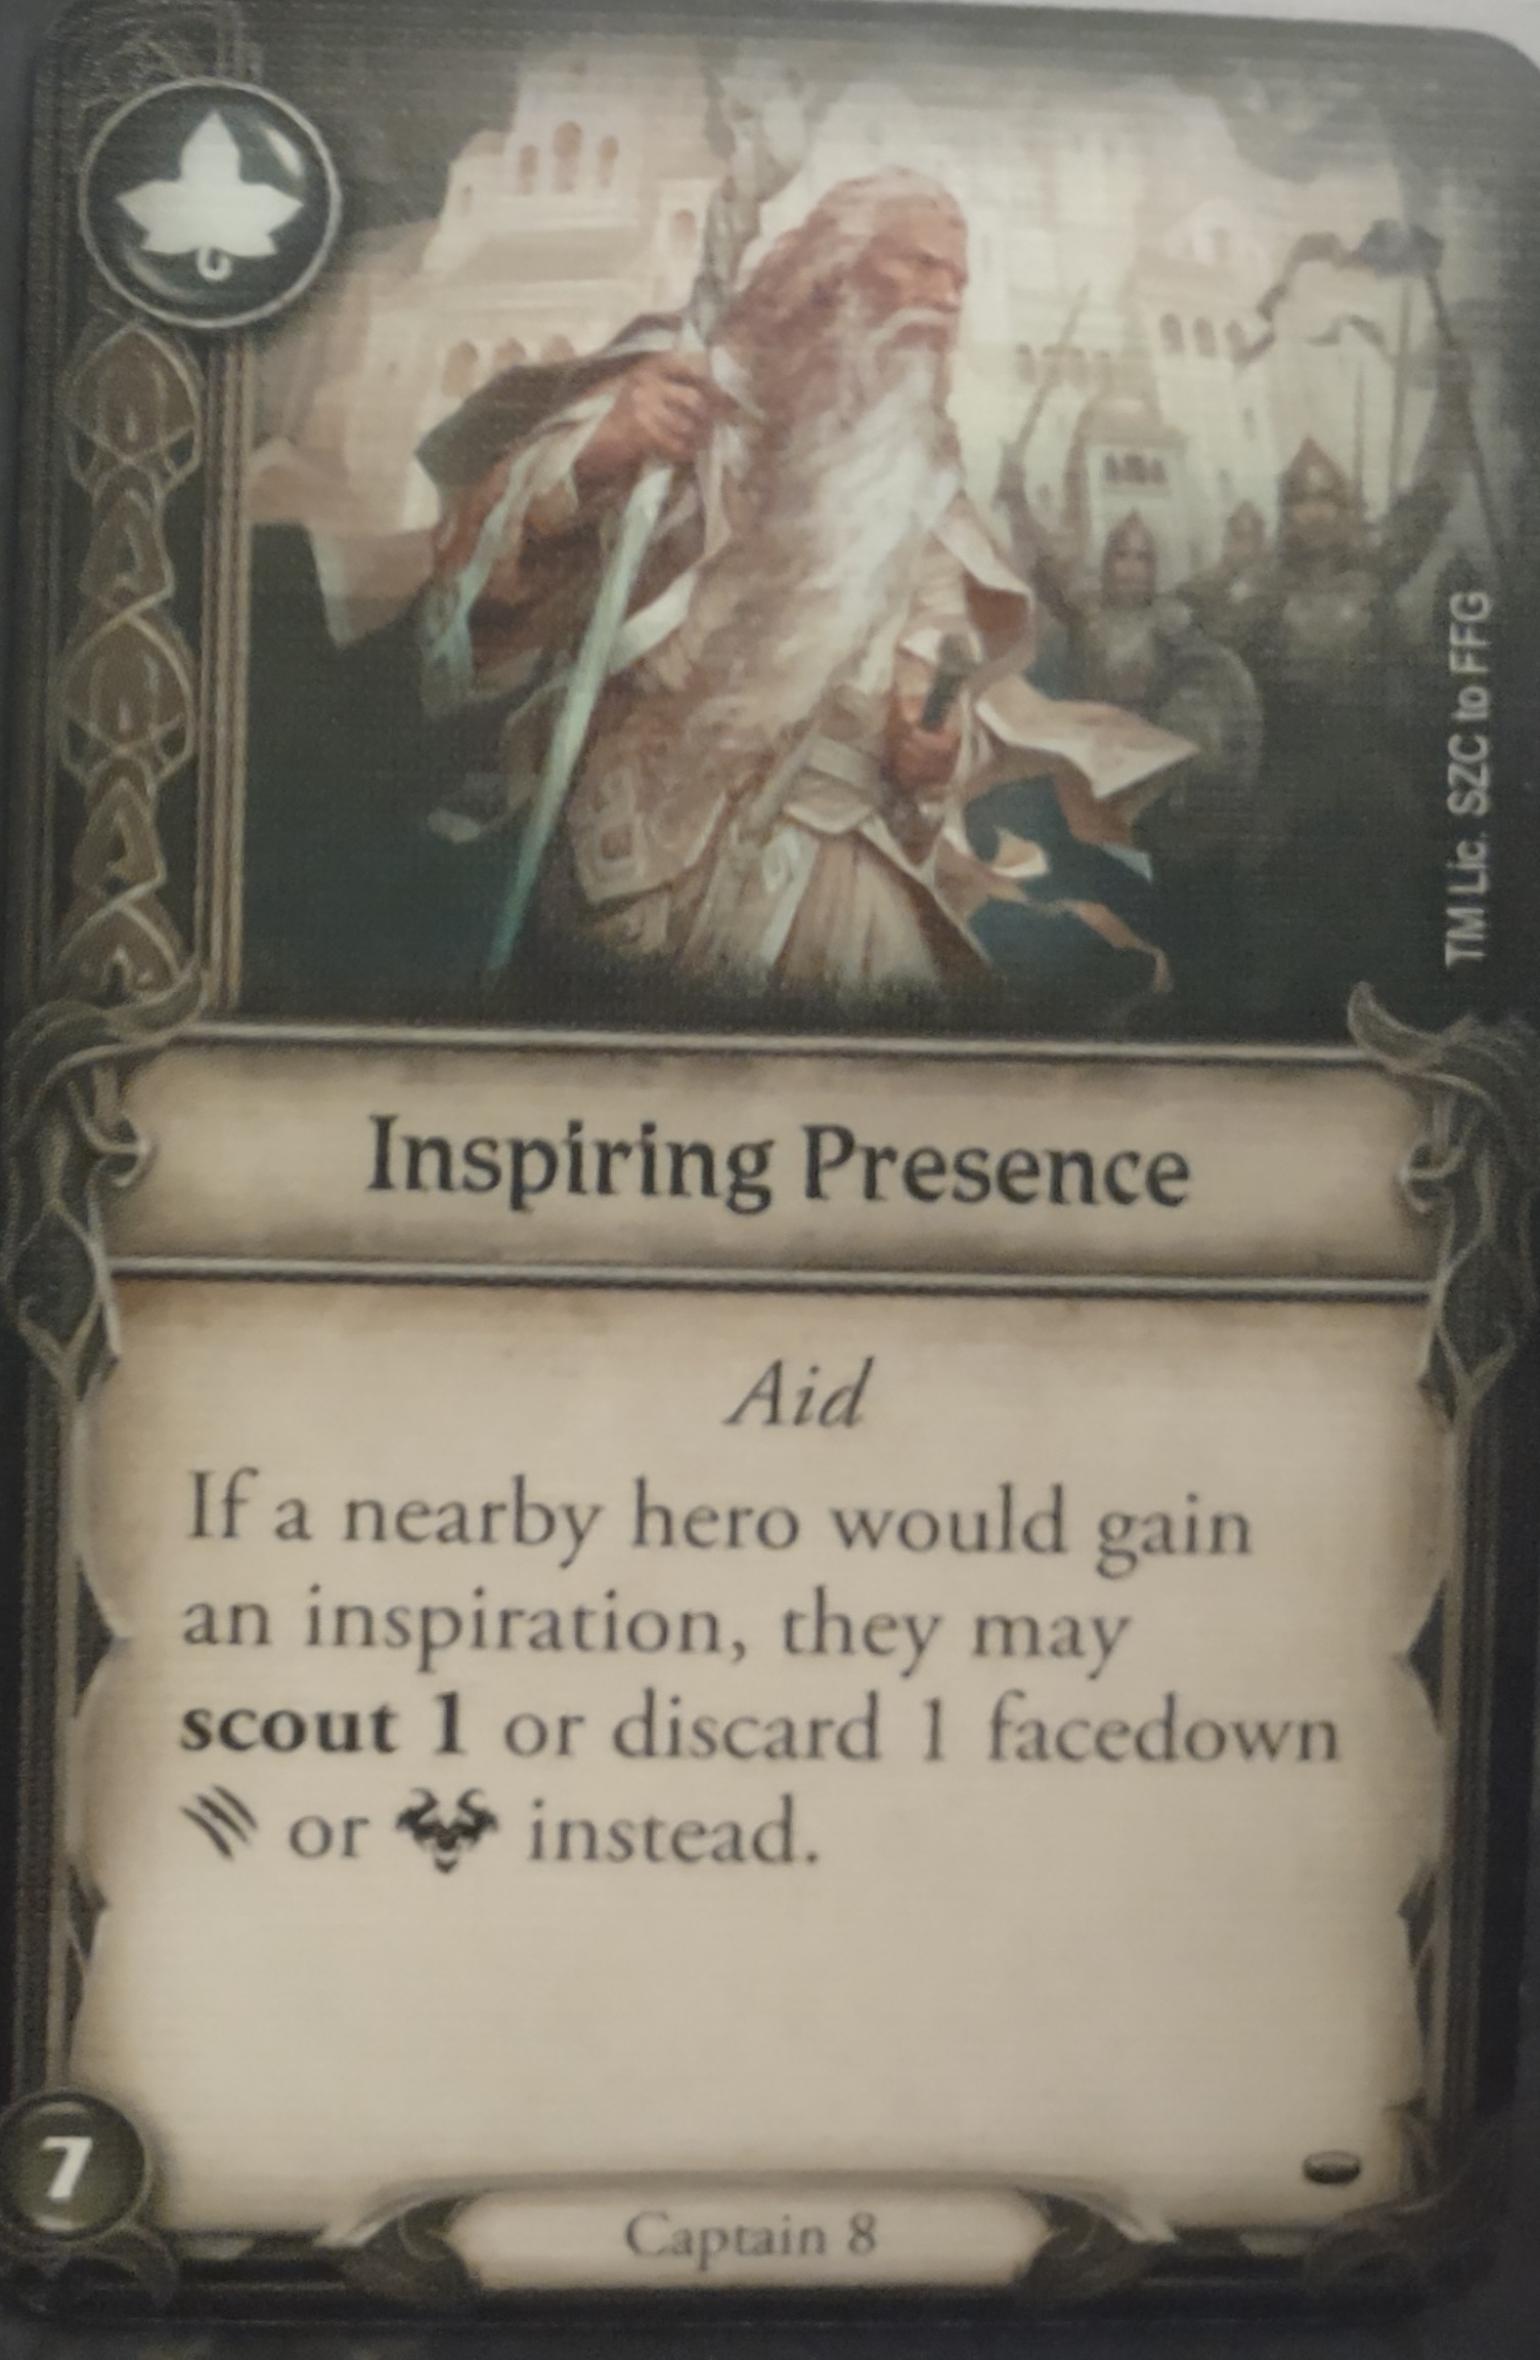 TM Lic. SZC to FFG
Inspiring Presence
Aid
If a nearby hero would gain
an inspiration, they may
scout 1 or discard 1 facedown
or instead.
7
Captain 8